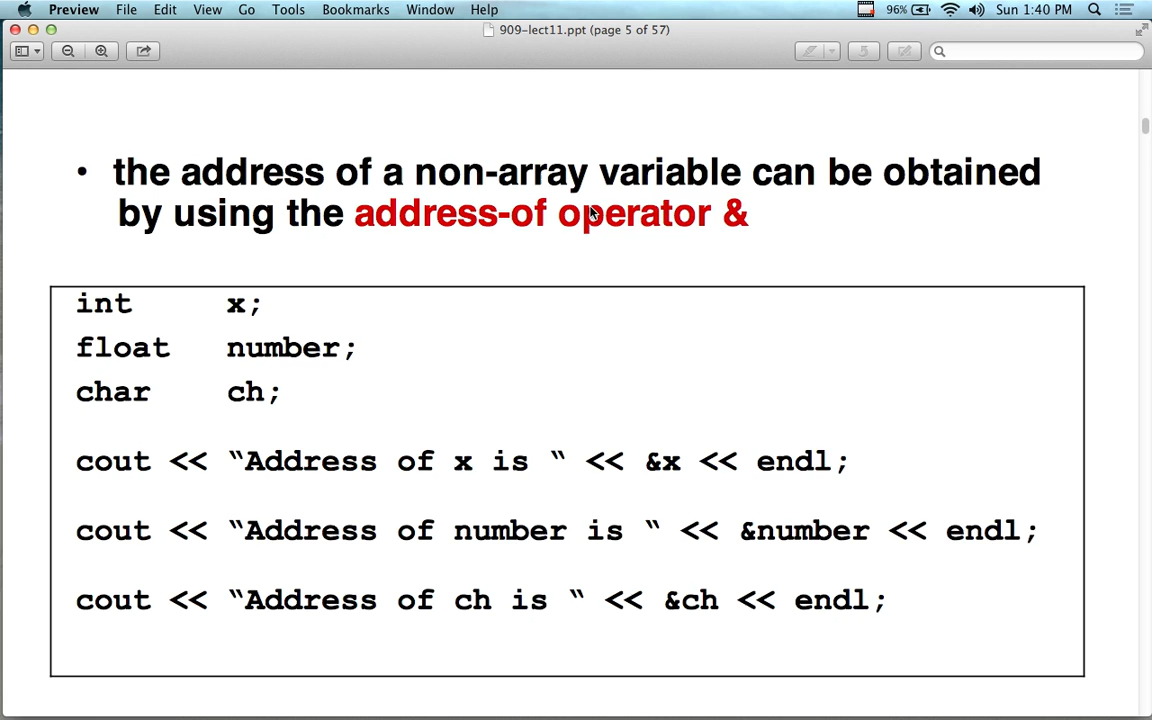 Preview File Edit View Go Tools Bookmarks Window Help 96% Sun 1:40 PM
909-lect11.ppt (page 5 of 57)
• the address of a non-array variable can be obtained
by using the address-of operator &
int x;
float number;
char ch;
cout << “Address of x is “ << &x << endl;
cout << “Address of number is “ << &number << endl;
cout << “Address of ch is “ << &ch << endl;